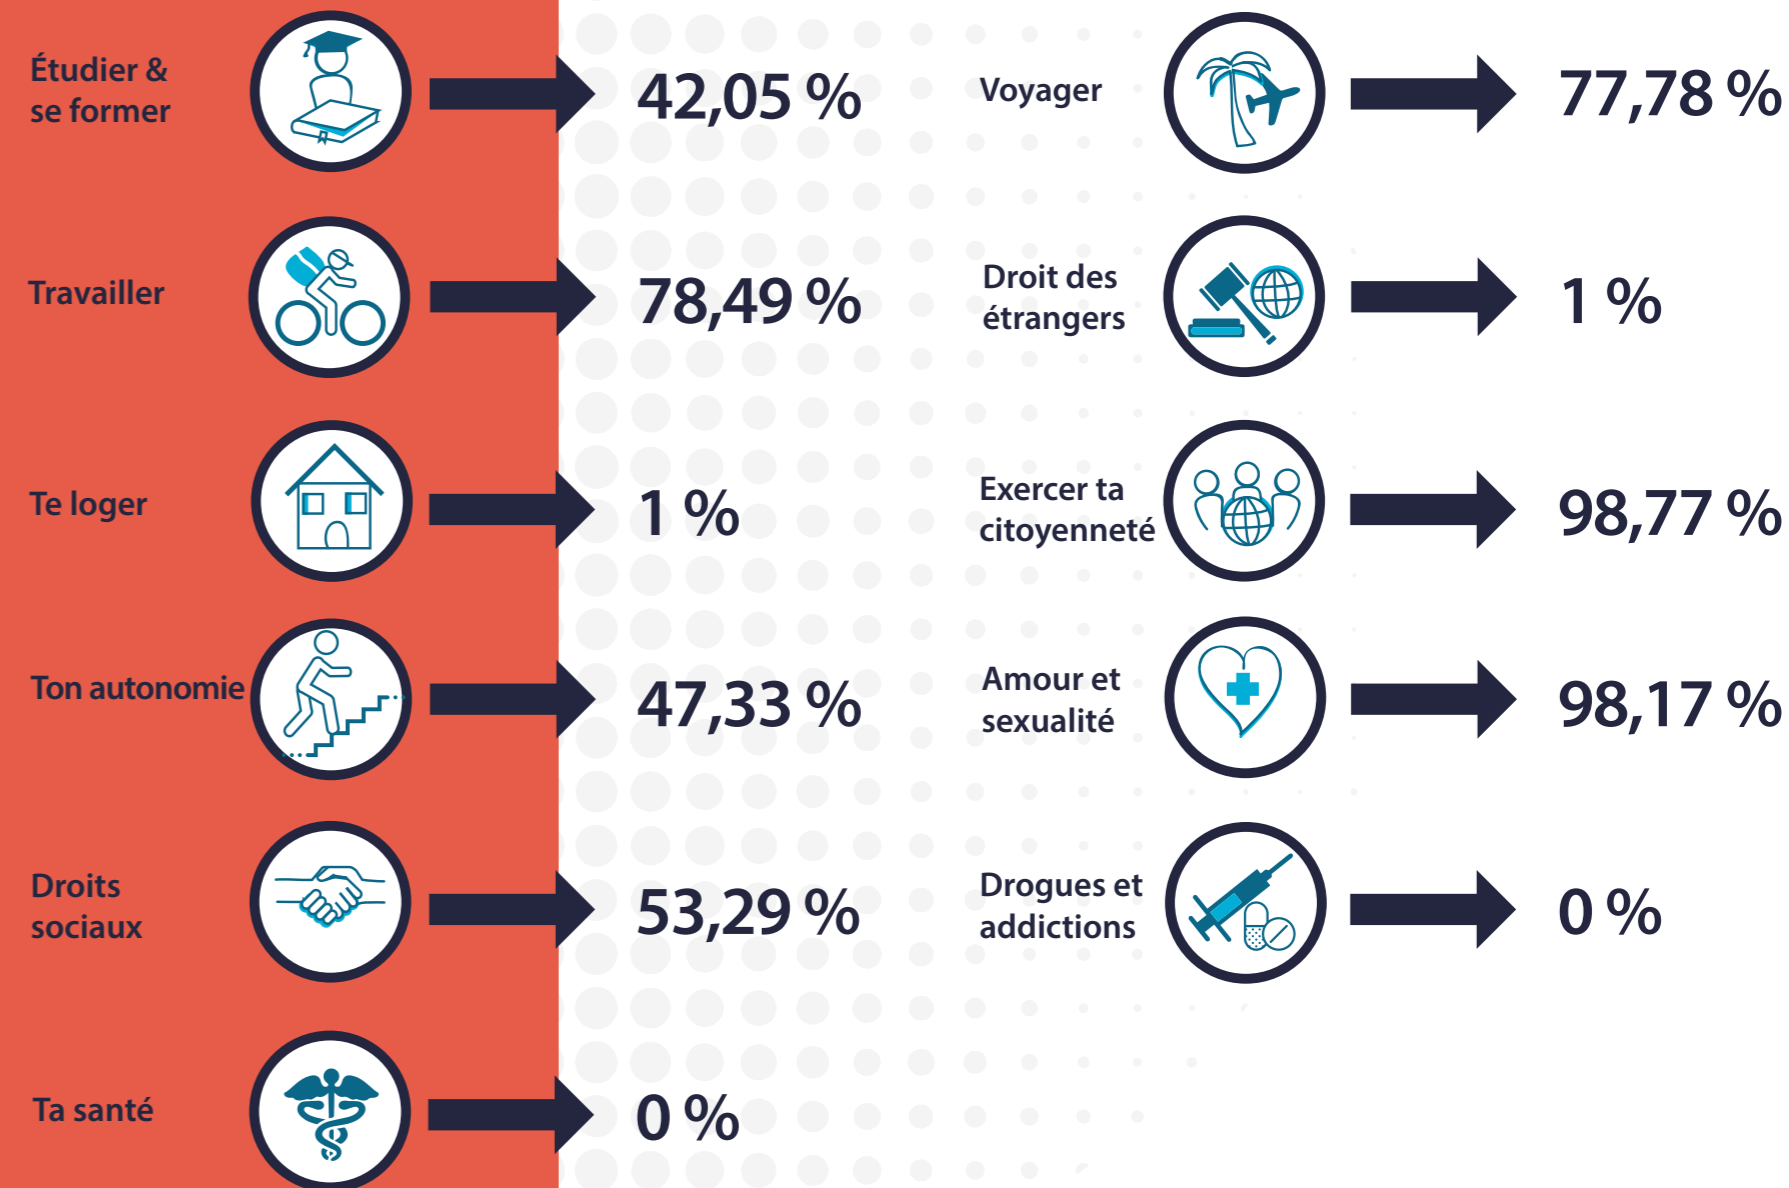 Étudier &
se former
42,05 %
Travailler
78,49 %
Te loger
1 %
Ton autonomie
47,33 %
Droits
sociaux
53,29 %
Ta santé
0 %
Voyager
77,78 %
Droit des
étrangers
1 %
Exercer ta
citoyenneté
98,77 %
Amour et
sexualité
98,17 %
Drogues et
addictions
0 %